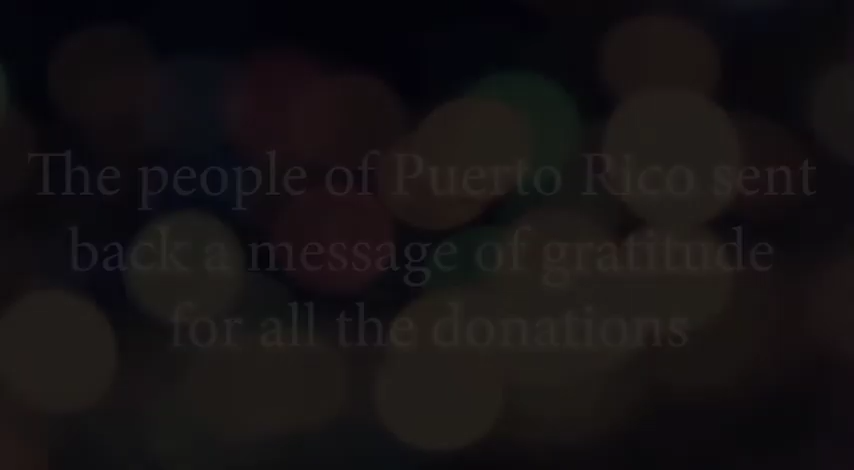 The people of Puerto Rico sent
back a message of gratitude
for all the donations